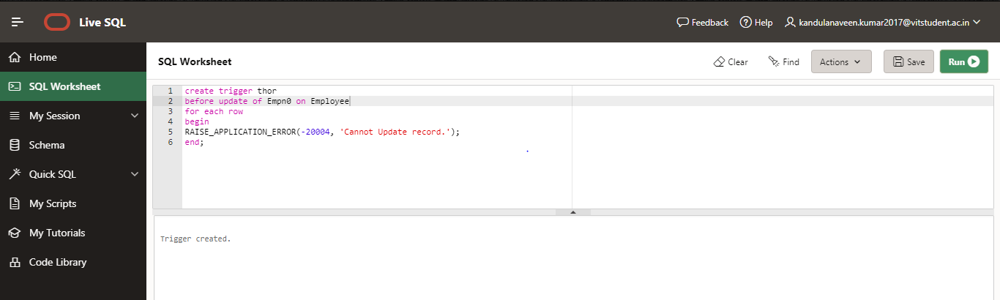 Live SQL
Feedback
Help
kandulanaveen.kumar2017@vitstudent.ac.in
Home
SQL Worksheet
My Session
Schema
Quick SQL
My Scripts
My Tutorials
Code Library
SQL Worksheet
Clear
Find
Actions
Save
Run
1 create trigger thor
2 before update of Empn0 on Employee
3 for each row
4 begin
5 RAISE_APPLICATION_ERROR(-20004, 'Cannot Update record.');
6 end;
Trigger created.